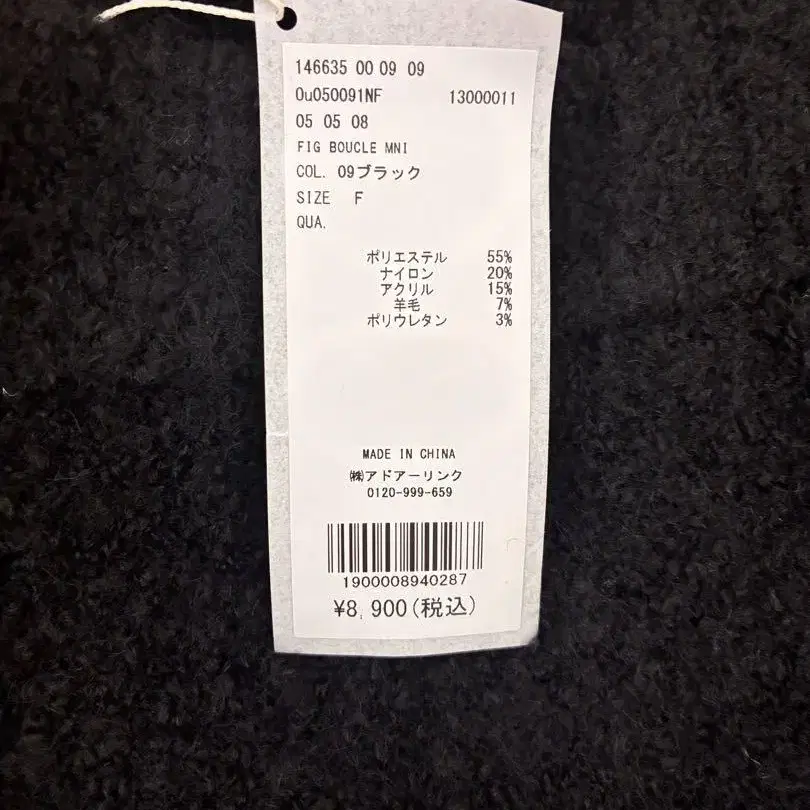 146635 00 09 09
0u050091NF 13000011
05 05 08
FIG BOUCLE MNI
COL. 09ブラック
SIZE F
QUA.
ポリエステル 55%
ナイロン 20%
アクリル 15%
羊毛 7%
ポリウレタン 3%
MADE IN CHINA
㈱アドアーリンク
0120-999-659
1900008940287
¥8,900(税込)